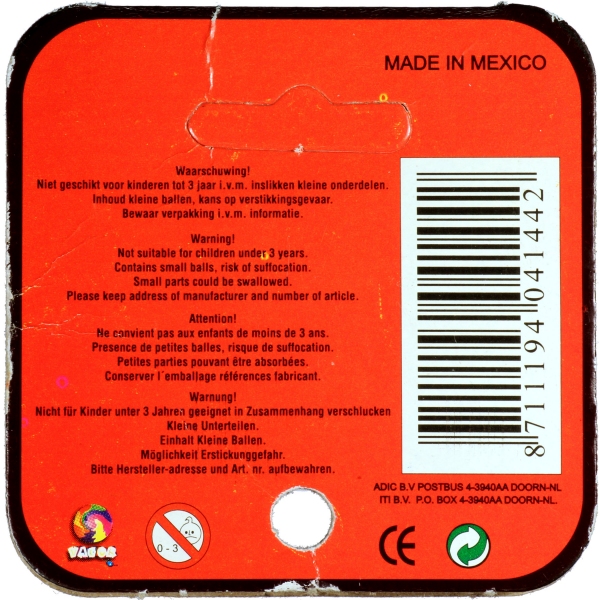 MADE IN MEXICO
Waarschuwing!
Niet geschikt voor kinderen tot 3 jaar i.v.m. inslikken kleine onderdelen.
Inhoud kleine ballen, kans op verstikkingsgevaar.
Bewaar verpakking i.v.m. informatie.
Warning!
Not suitable for children under 3 years.
Contains small balls, risk of suffocation.
Small parts could be swallowed.
Please keep address of manufacturer and number of article.
Attention!
Ne convient pas aux enfants de moins de 3 ans.
Presence de petites balles, risque de suffocation.
Petites parties pouvant être absorbées.
Conserver l'emballage références fabricant.
Warnung!
Nicht für Kinder unter 3 Jahren geeignet in Zusammenhang verschlucken
Kleine Unterteilen.
Einhalt Kleine Ballen.
Möglichkeit Erstickunggefahr.
Bitte Hersteller-adresse und Art. nr. aufbewahren.
8 711194 041442
ADIC B.V POSTBUS 4-3940AA DOORN-NL
ITI B.V. P.O. BOX 4-3940AA DOORN-NL.
VACOR
0-3
CE